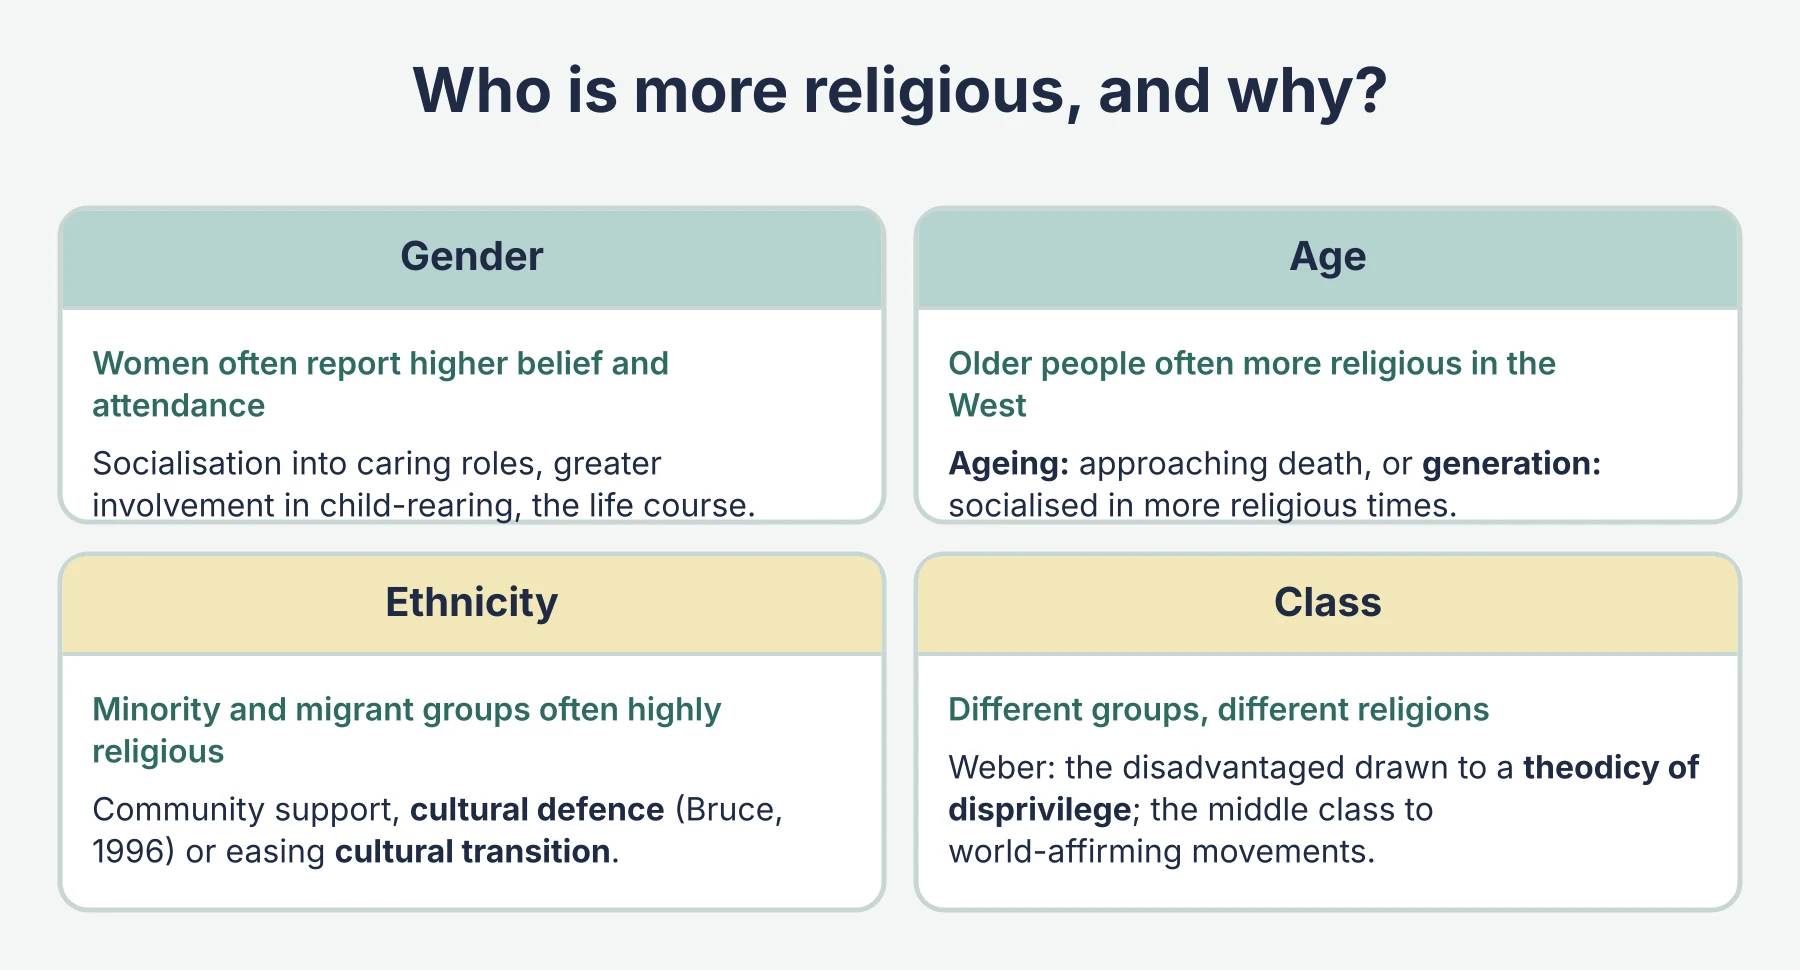 Who is more religious, and why?
Gender
Women often report higher belief and
attendance
Socialisation into caring roles, greater
involvement in child-rearing, the life course.
Age
Older people often more religious in the
West
Ageing: approaching death, or generation:
socialised in more religious times.
Ethnicity
Minority and migrant groups often highly
religious
Community support, cultural defence (Bruce,
1996) or easing cultural transition.
Class
Different groups, different religions
Weber: the disadvantaged drawn to a theodicy of
disprivilege; the middle class to
world-affirming movements.